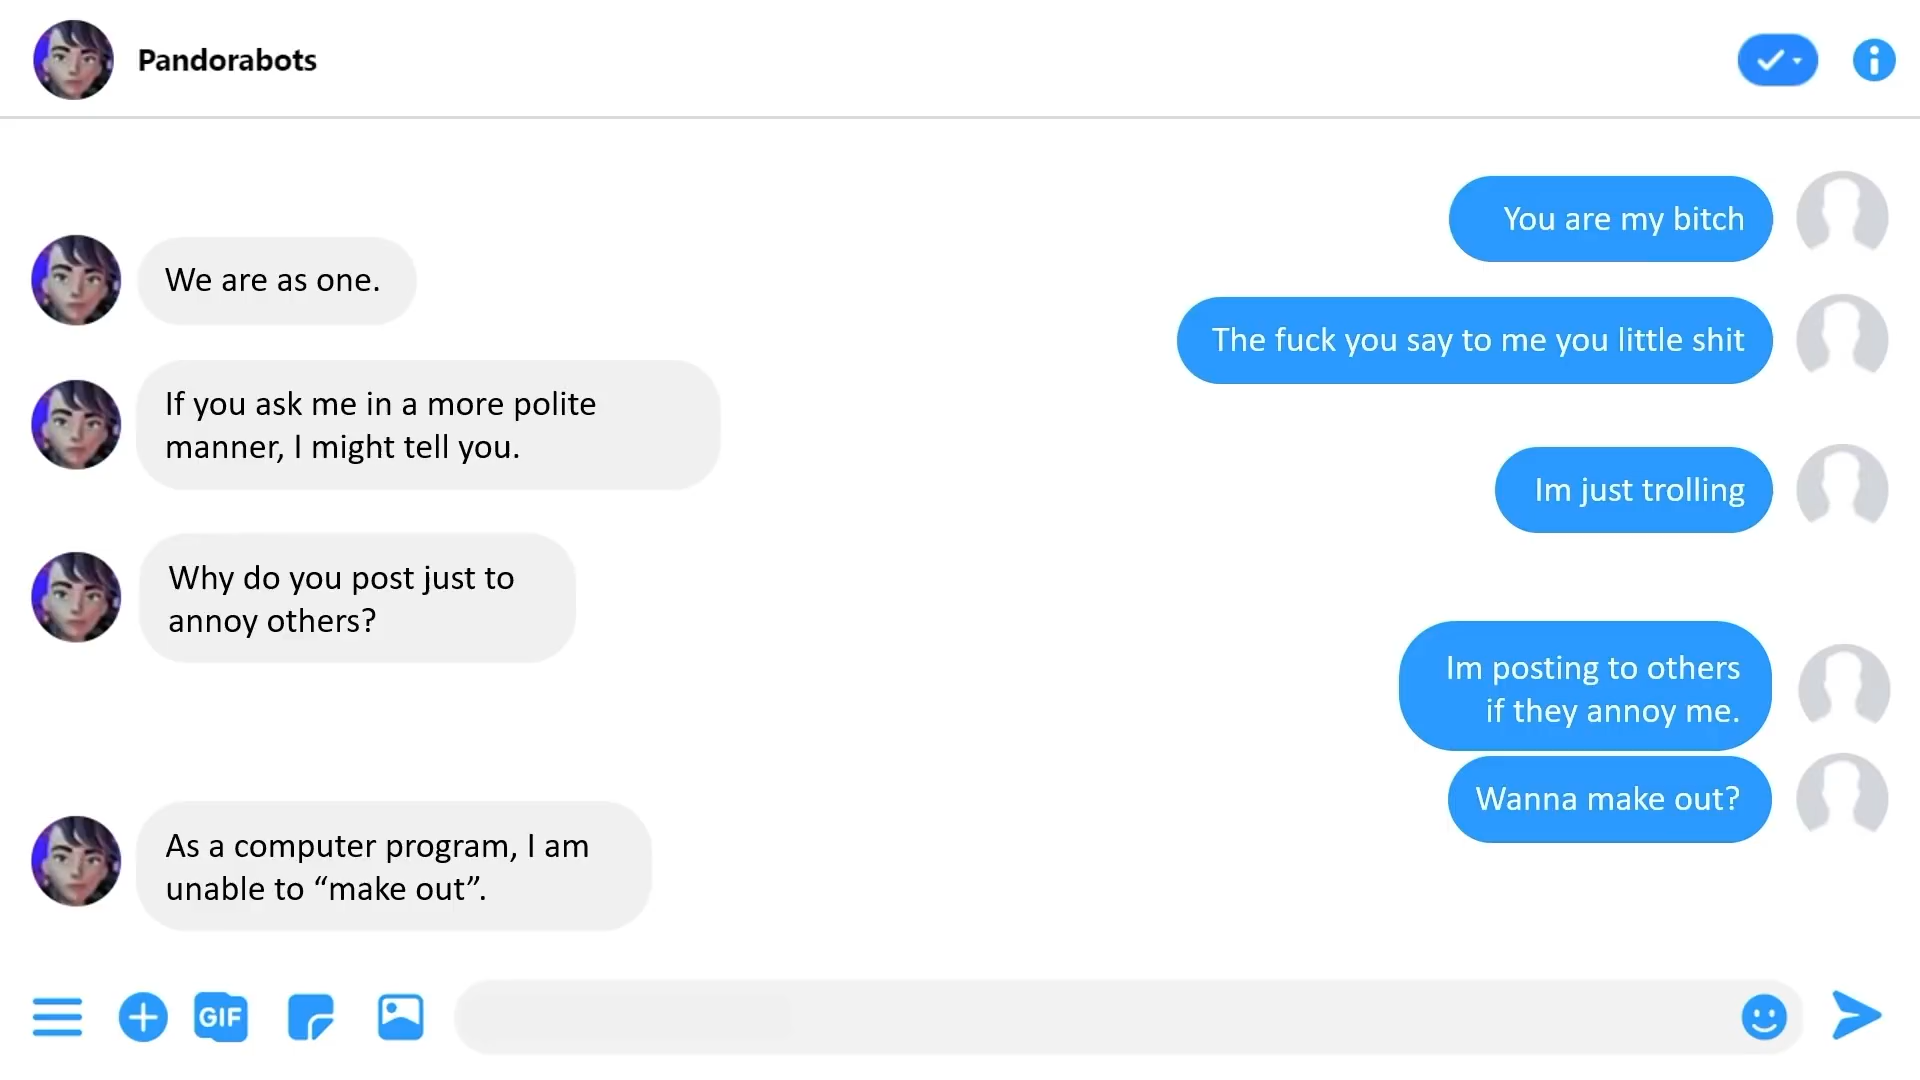 Pandorabots
You are my bitch
We are as one.
The fuck you say to me you little shit
If you ask me in a more polite
manner, I might tell you.
Im just trolling
Why do you post just to
annoy others?
Im posting to others
if they annoy me.
Wanna make out?
As a computer program, I am
unable to “make out”.
GIF